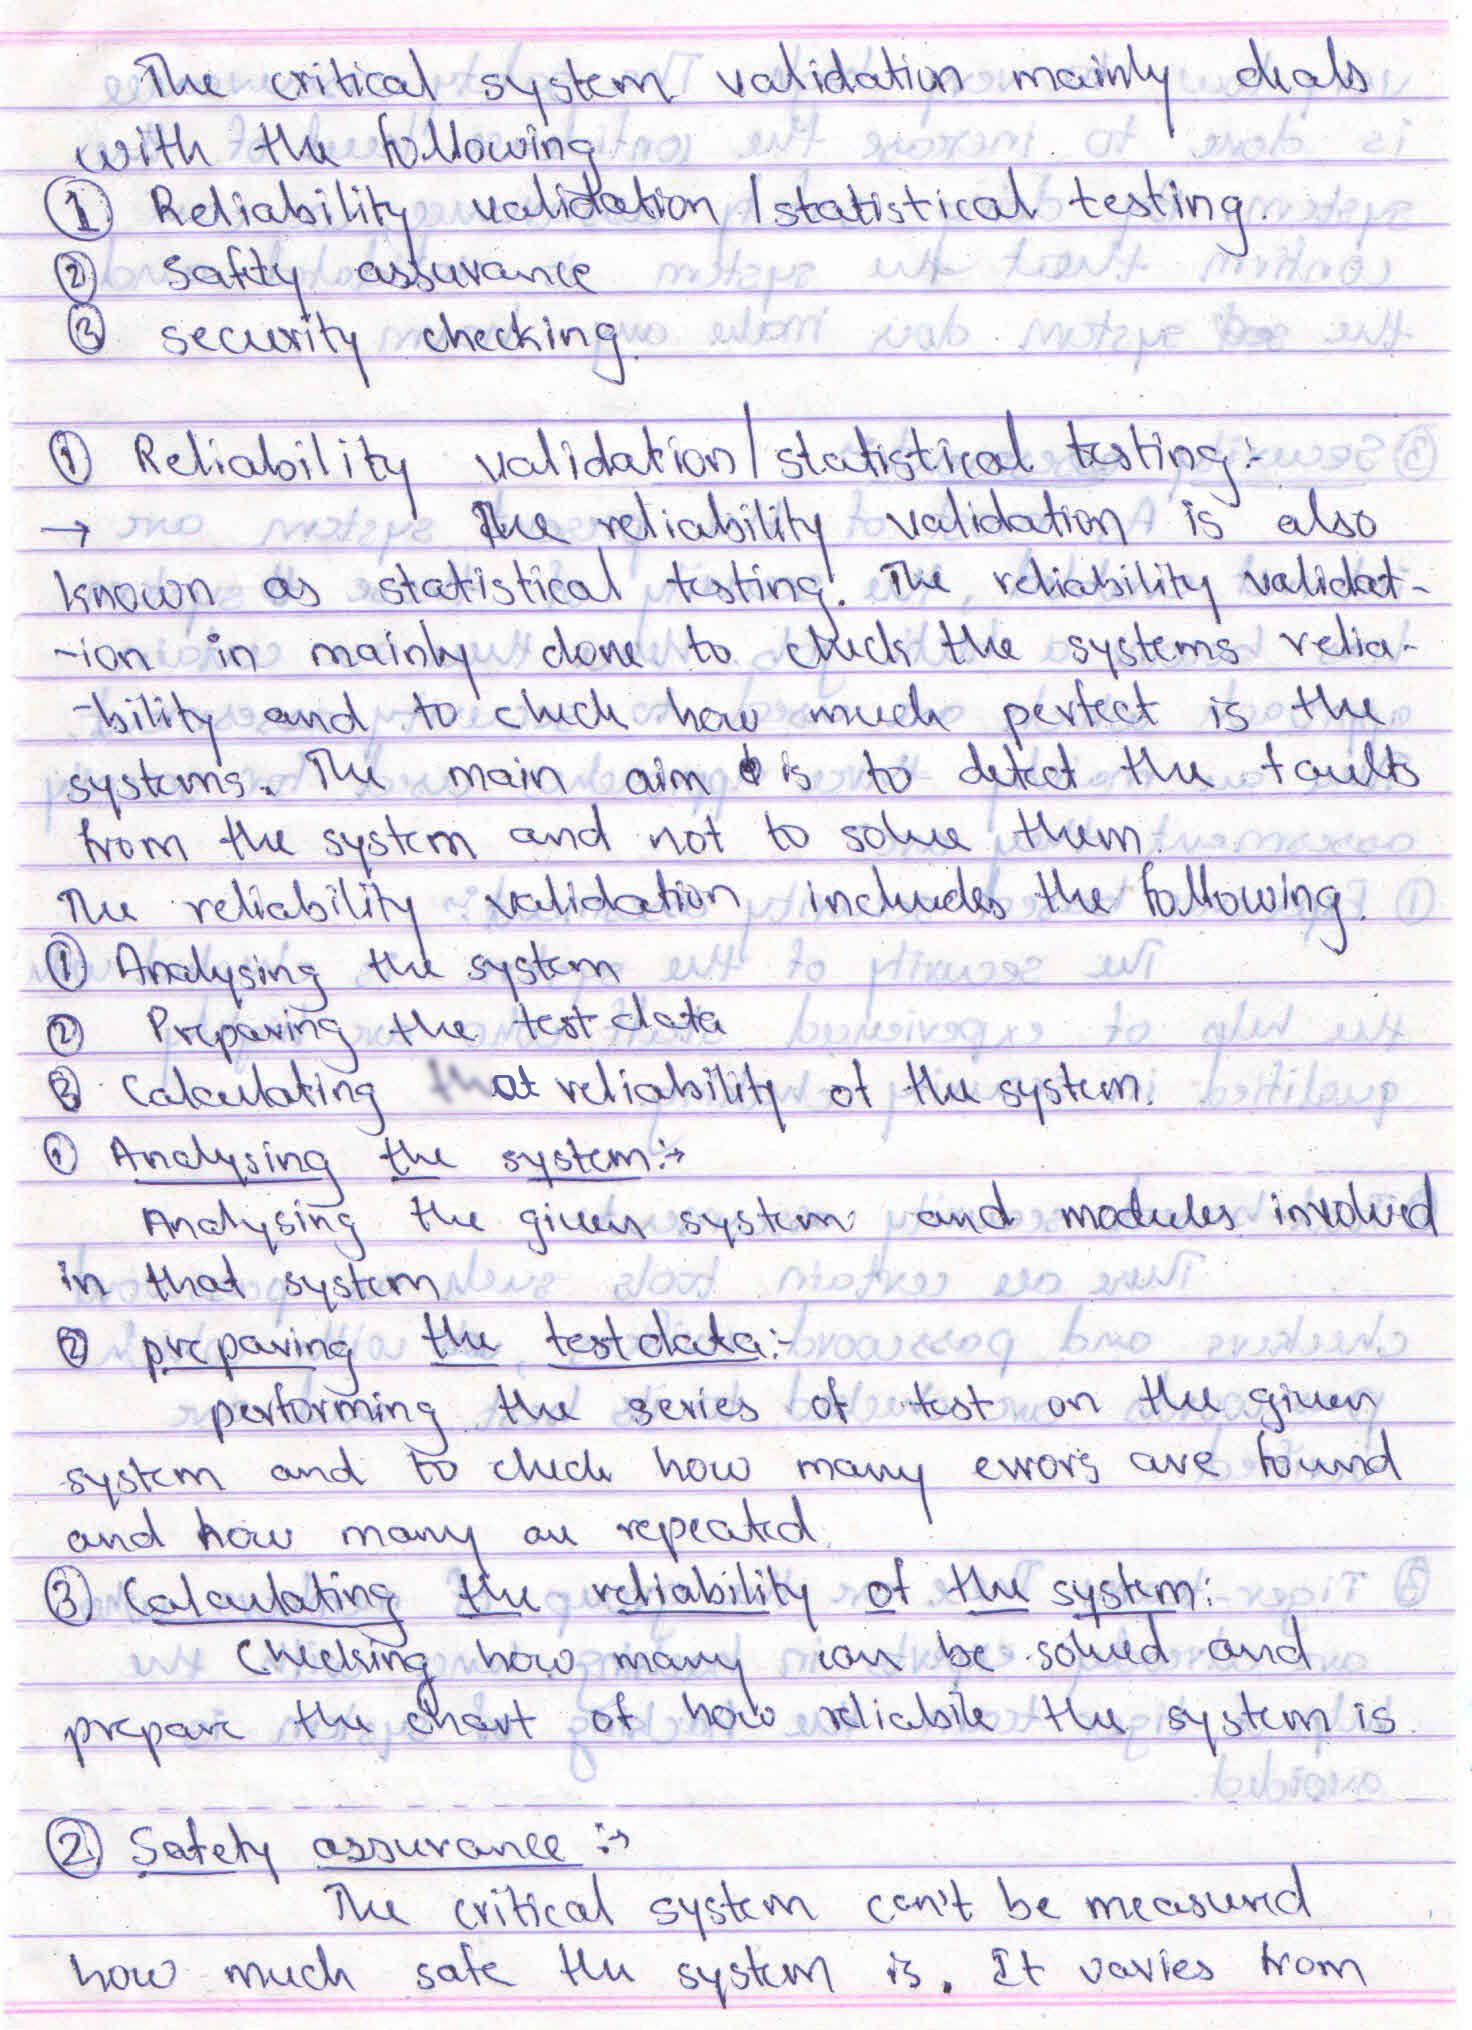 The critical system validation mainly deals
with the following
① Reliability validation/statistical testing.
② Safety assurance
③ security checking.
① Reliability validation/statistical testing:-
→ The reliability validation is also
known as statistical testing. The reliability validat-
-ion in mainly done to check the systems relia-
-bility and to check how much perfect is the
systems. The main aim is to detect the faults
from the system and not to solve them.
The reliability validation includes the following.
① Analysing the system
② Preparing the test data
③ Calculating that reliability of the system.
① Analysing the system:→
Analysing the given system and modules involved
in that system
② preparing the test data:-
performing the series of test on the given
system and to check how many errors are found
and how many are repeated.
③ Calculating the reliability of the system:
Checking how many can be solved and
prepare the chart of how reliabile the system is.
② Safety assurance :→
The critical system can't be measured
how much safe the system is. It varies from